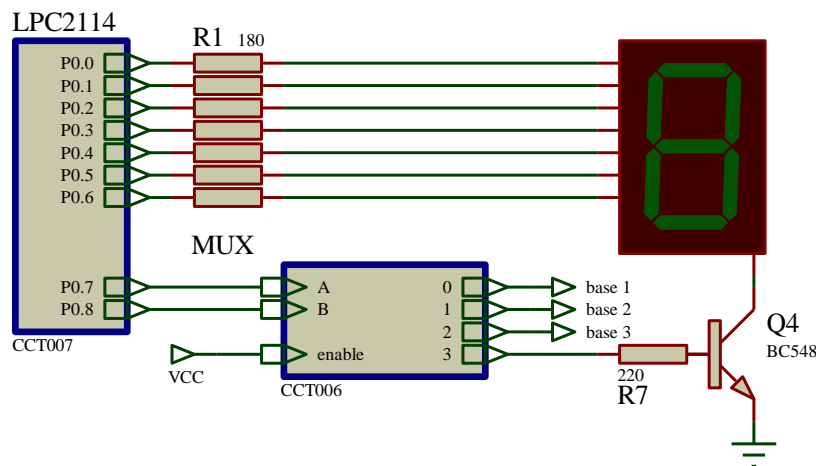 LPC2114
R1 180
P0.0
P0.1
P0.2
P0.3
P0.4
P0.5
P0.6
MUX
P0.7 A 0 base 1
P0.8 B 1 base 2
2 base 3
enable 3
VCC
CCT007
CCT006
220
R7
Q4
BC548